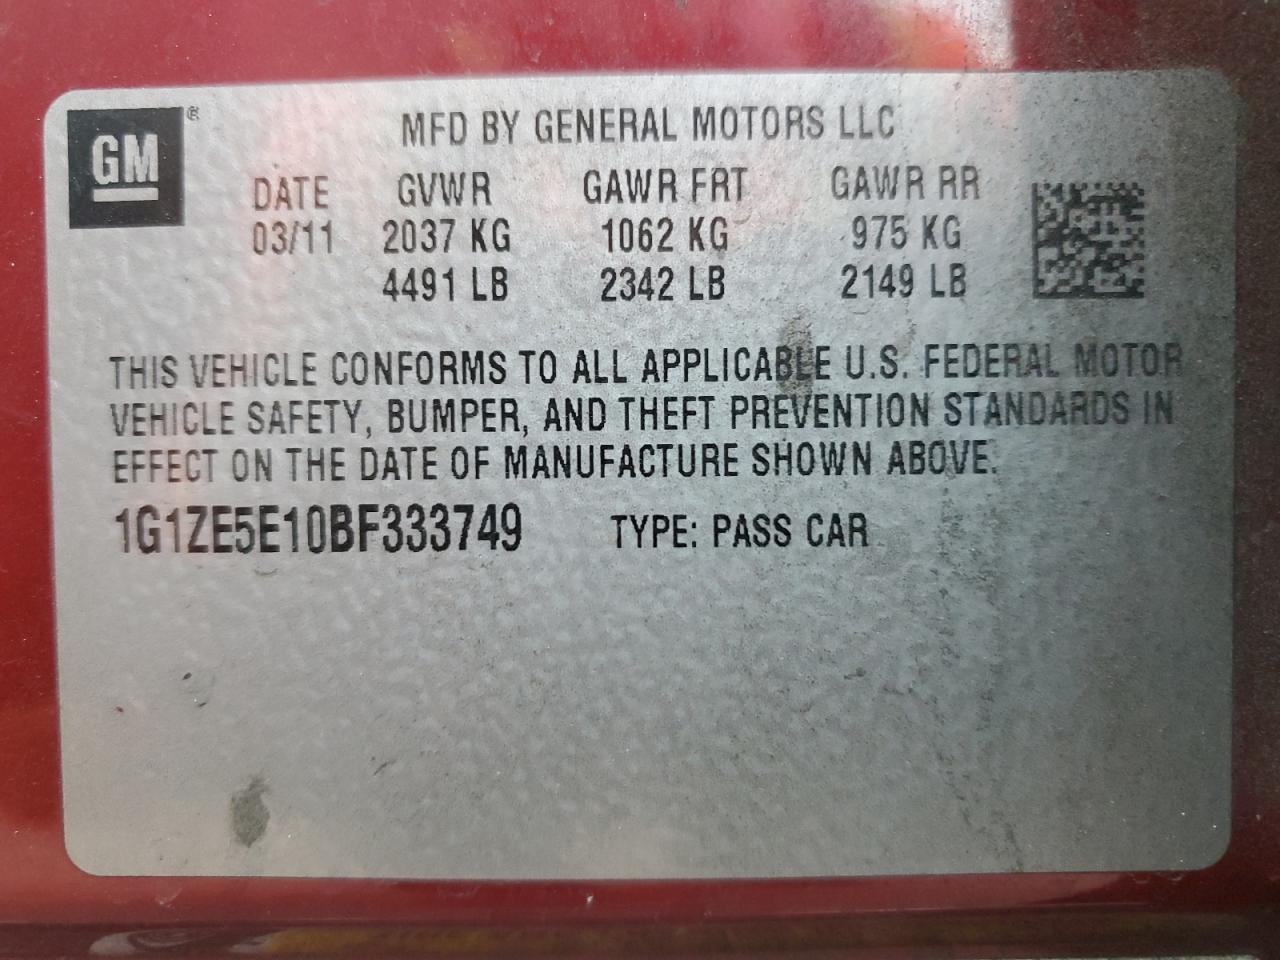 GM ®
MFD BY GENERAL MOTORS LLC
DATE GVWR GAWR FRT GAWR RR
03/11 2037 KG 1062 KG 975 KG
4491 LB 2342 LB 2149 LB
THIS VEHICLE CONFORMS TO ALL APPLICABLE U.S. FEDERAL MOTOR
VEHICLE SAFETY, BUMPER, AND THEFT PREVENTION STANDARDS IN
EFFECT ON THE DATE OF MANUFACTURE SHOWN ABOVE.
1G1ZE5E10BF333749 TYPE: PASS CAR